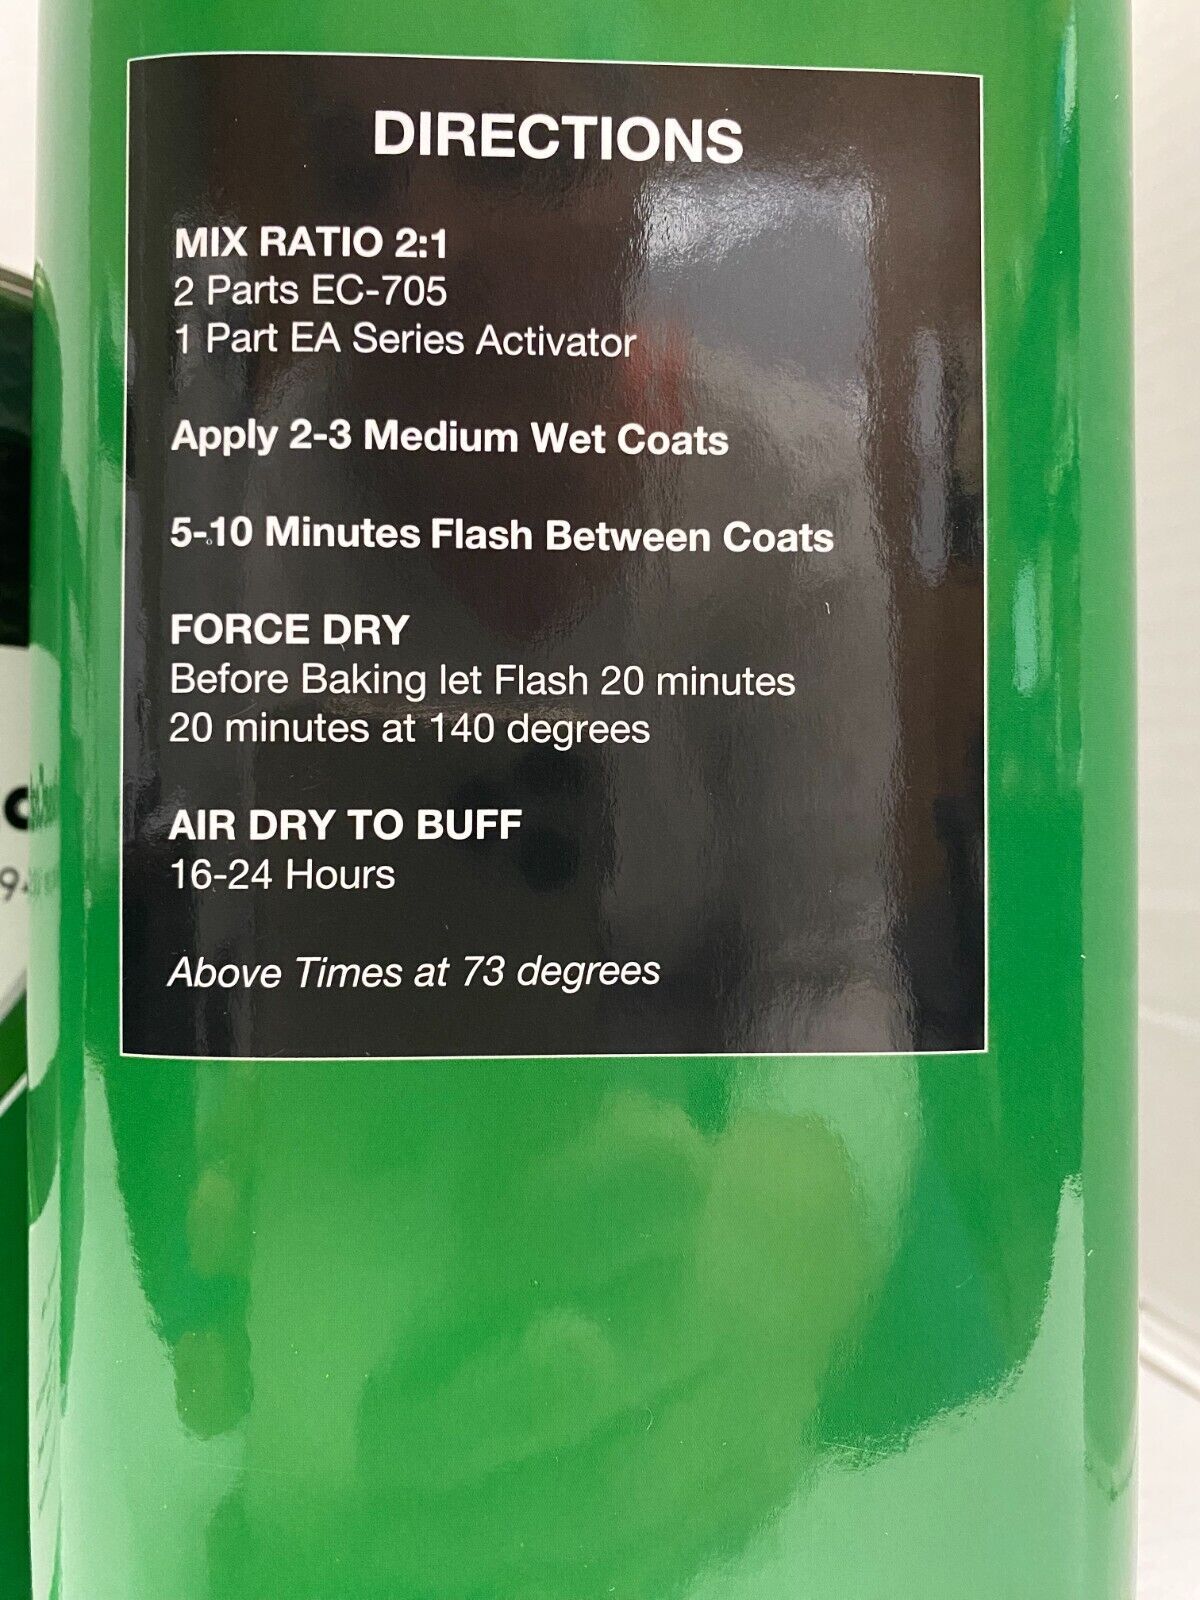 DIRECTIONS
MIX RATIO 2:1
2 Parts EC-705
1 Part EA Series Activator
Apply 2-3 Medium Wet Coats
5-10 Minutes Flash Between Coats
FORCE DRY
Before Baking let Flash 20 minutes
20 minutes at 140 degrees
AIR DRY TO BUFF
16-24 Hours
Above Times at 73 degrees